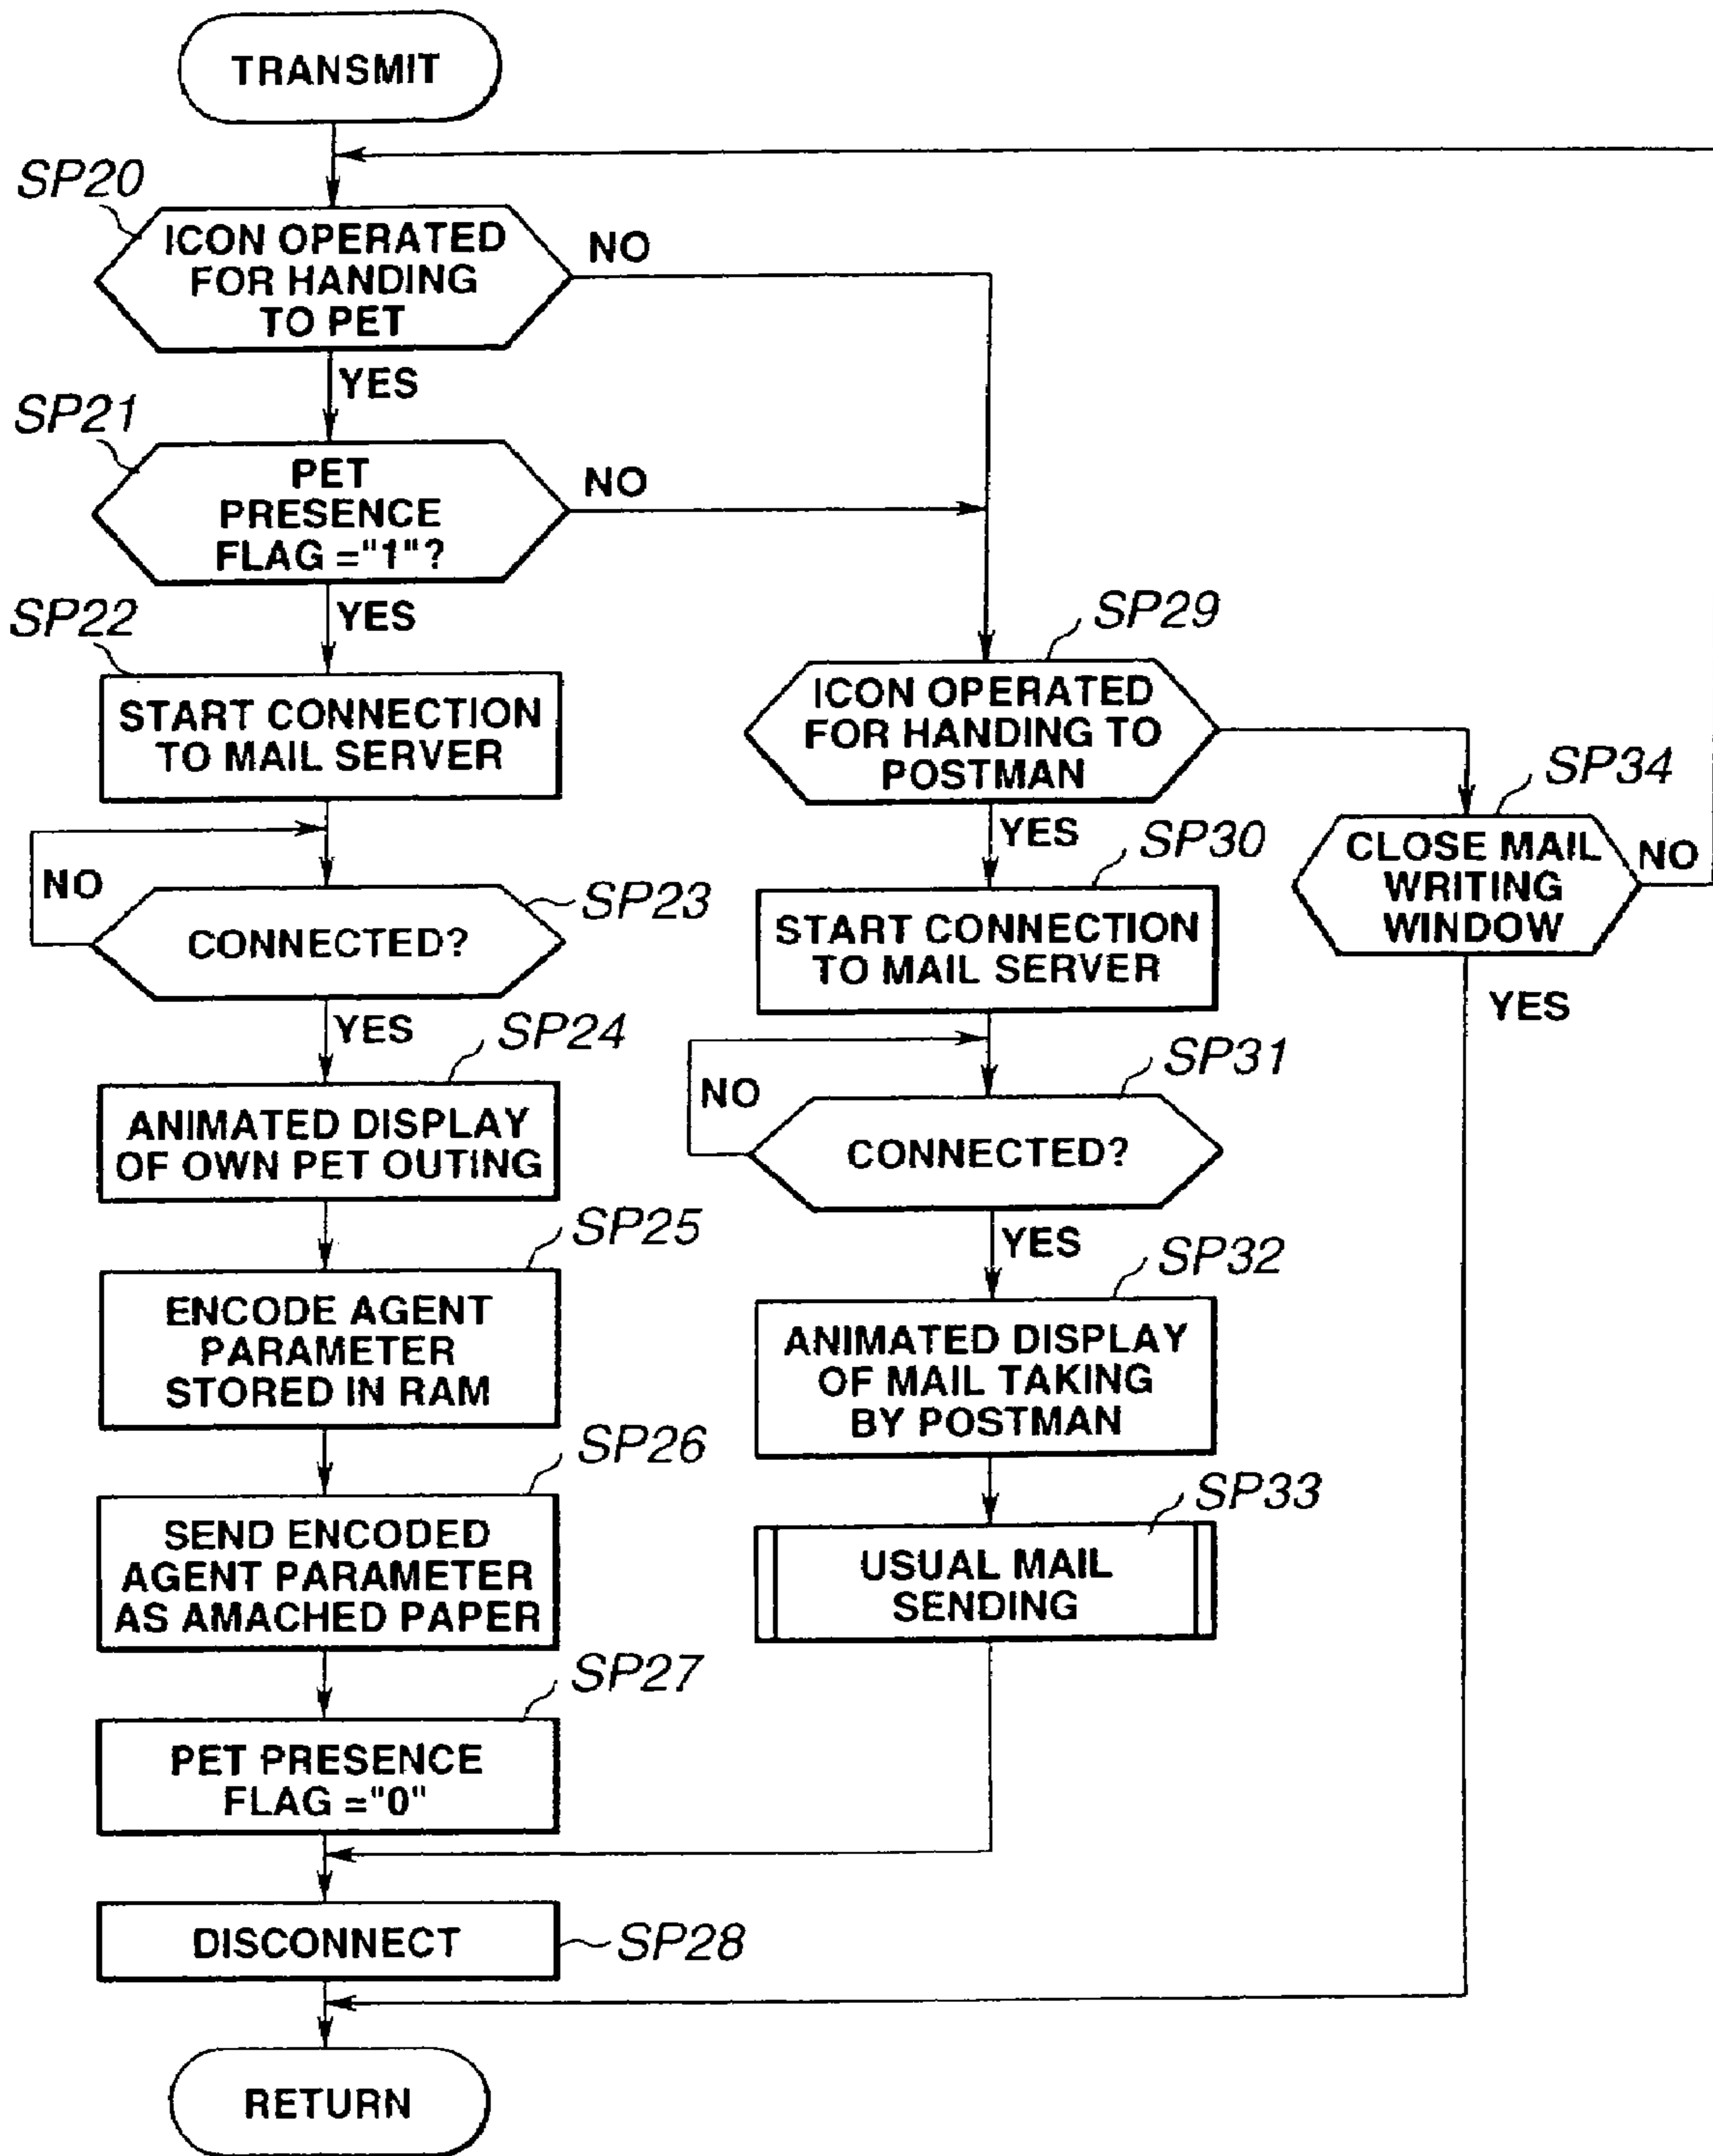 TRANSMIT
SP20
ICON OPERATED
FOR HANDING
TO PET
NO
YES
SP21
PET
PRESENCE
FLAG ="1"?
NO
YES
SP22
START CONNECTION
TO MAIL SERVER
NO
SP23
CONNECTED?
YES
SP24
ANIMATED DISPLAY
OF OWN PET OUTING
SP25
ENCODE AGENT
PARAMETER
STORED IN RAM
SP26
SEND ENCODED
AGENT PARAMETER
AS AMACHED PAPER
SP27
PET PRESENCE
FLAG ="0"
DISCONNECT
SP28
RETURN
SP29
ICON OPERATED
FOR HANDING TO
POSTMAN
YES
SP30
START CONNECTION
TO MAIL SERVER
NO
SP31
CONNECTED?
YES
SP32
ANIMATED DISPLAY
OF MAIL TAKING
BY POSTMAN
SP33
USUAL MAIL
SENDING
SP34
CLOSE MAIL
WRITING
WINDOW
NO
YES